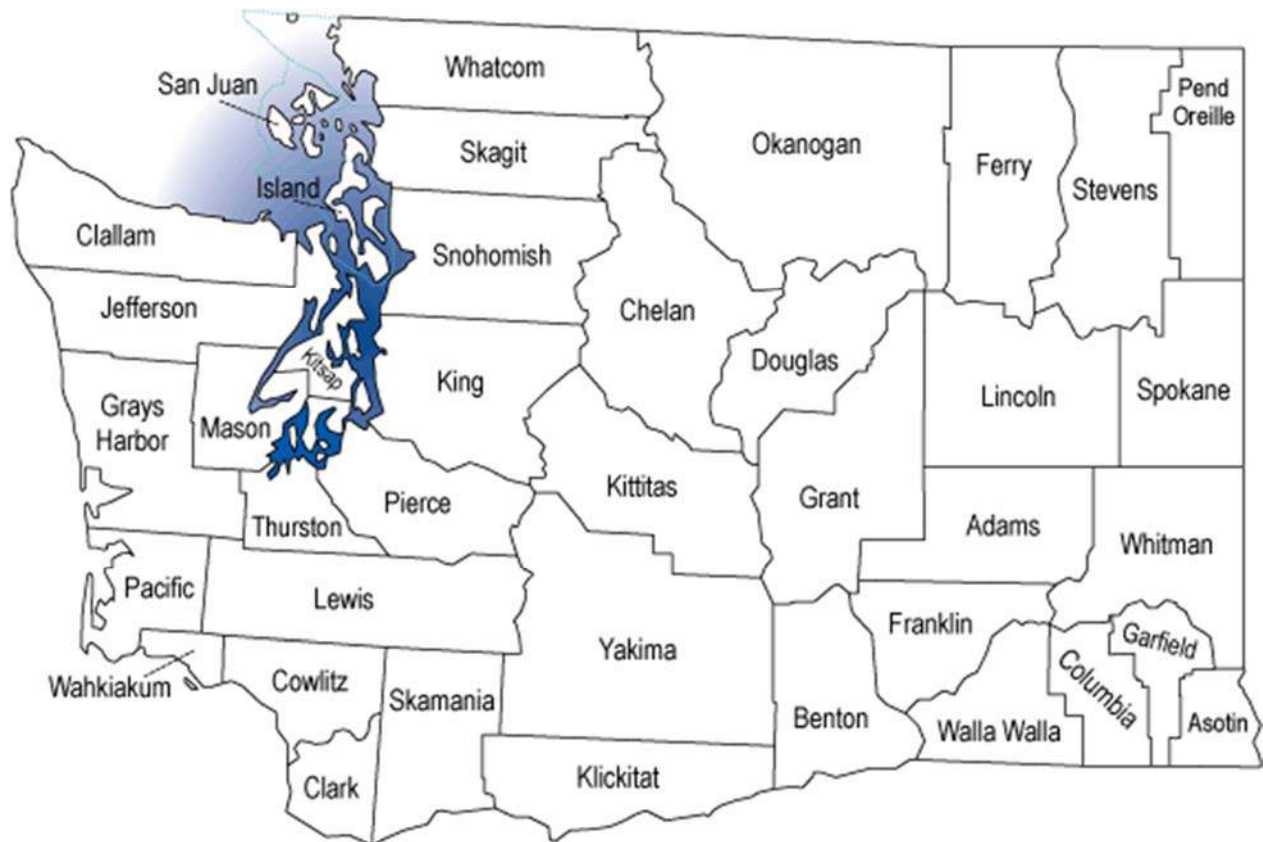 Whatcom
San Juan
Pend
Oreille
Okanogan
Skagit
Ferry
Stevens
Island
Clallam
Snohomish
Jefferson
Chelan
Douglas
Kitsap
King
Lincoln
Spokane
Grays
Harbor
Mason
Kittitas
Grant
Pierce
Thurston
Adams
Whitman
Pacific
Lewis
Franklin
Garfield
Yakima
Wahkiakum
Cowlitz
Skamania
Columbia
Benton
Walla Walla
Asotin
Clark
Klickitat